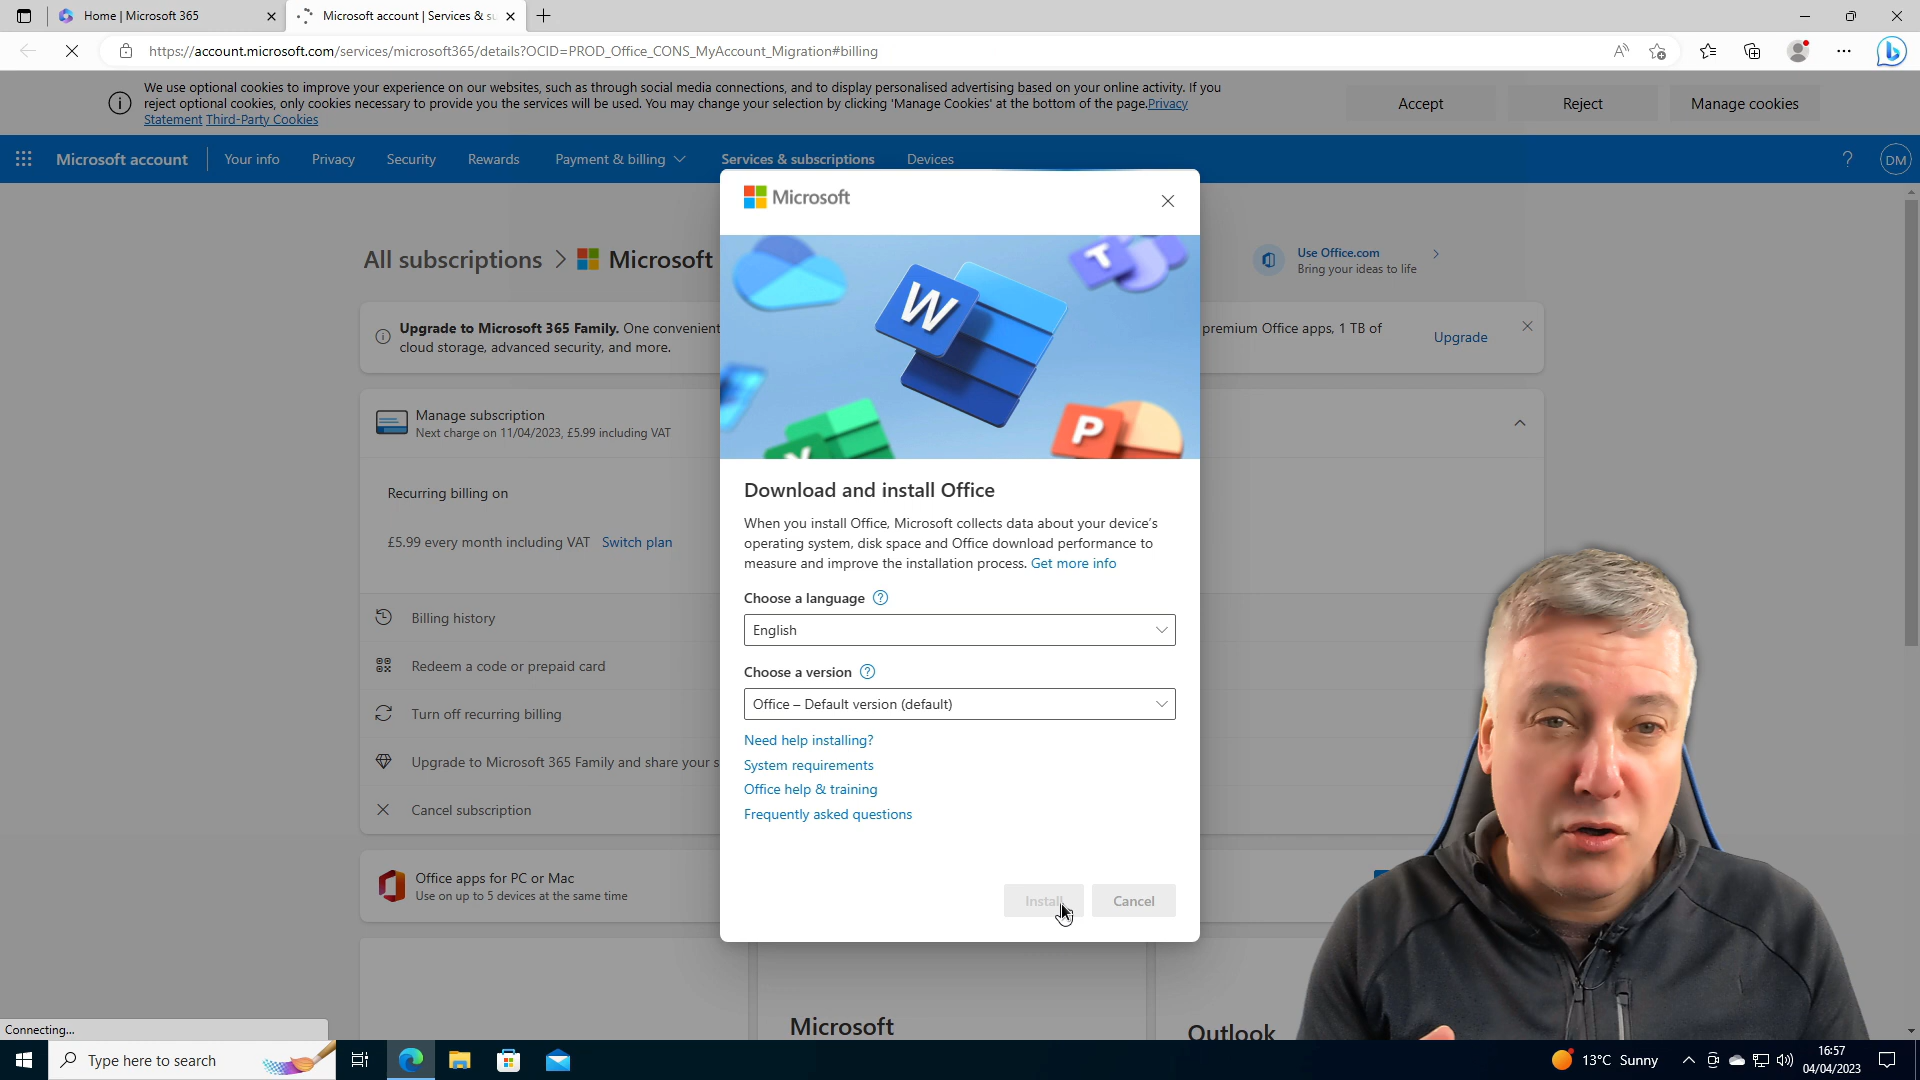 Home | Microsoft 365
Microsoft account | Services & su
https://account.microsoft.com/services/microsoft365/details?OCID=PROD_Office_CONS_MyAccount_Migration#billing
We use optional cookies to improve your experience on our websites, such as through social media connections, and to display personalised advertising based on your online activity. If you
reject optional cookies, only cookies necessary to provide you the services will be used. You may change your selection by clicking 'Manage Cookies' at the bottom of the page. Privacy
Statement Third-Party Cookies
Accept
Reject
Manage cookies
Microsoft account
Your info
Privacy
Security
Rewards
Payment & billing
Services & subscriptions
Devices
?
DM
All subscriptions > Microsoft
Use Office.com
Bring your ideas to life
Upgrade to Microsoft 365 Family. One convenient
premium Office apps, 1 TB of
cloud storage, advanced security, and more.
Upgrade
Manage subscription
Next charge on 11/04/2023, £5.99 including VAT
Recurring billing on
£5.99 every month including VAT Switch plan
Billing history
Redeem a code or prepaid card
Turn off recurring billing
Upgrade to Microsoft 365 Family and share your s
Cancel subscription
Office apps for PC or Mac
Use on up to 5 devices at the same time
Microsoft
Outlook
Microsoft
W
T
X
P
Download and install Office
When you install Office, Microsoft collects data about your device's
operating system, disk space and Office download performance to
measure and improve the installation process. Get more info
Choose a language
English
Choose a version
Office – Default version (default)
Need help installing?
System requirements
Office help & training
Frequently asked questions
Install
Cancel
Connecting...
Type here to search
13°C Sunny
16:57
04/04/2023